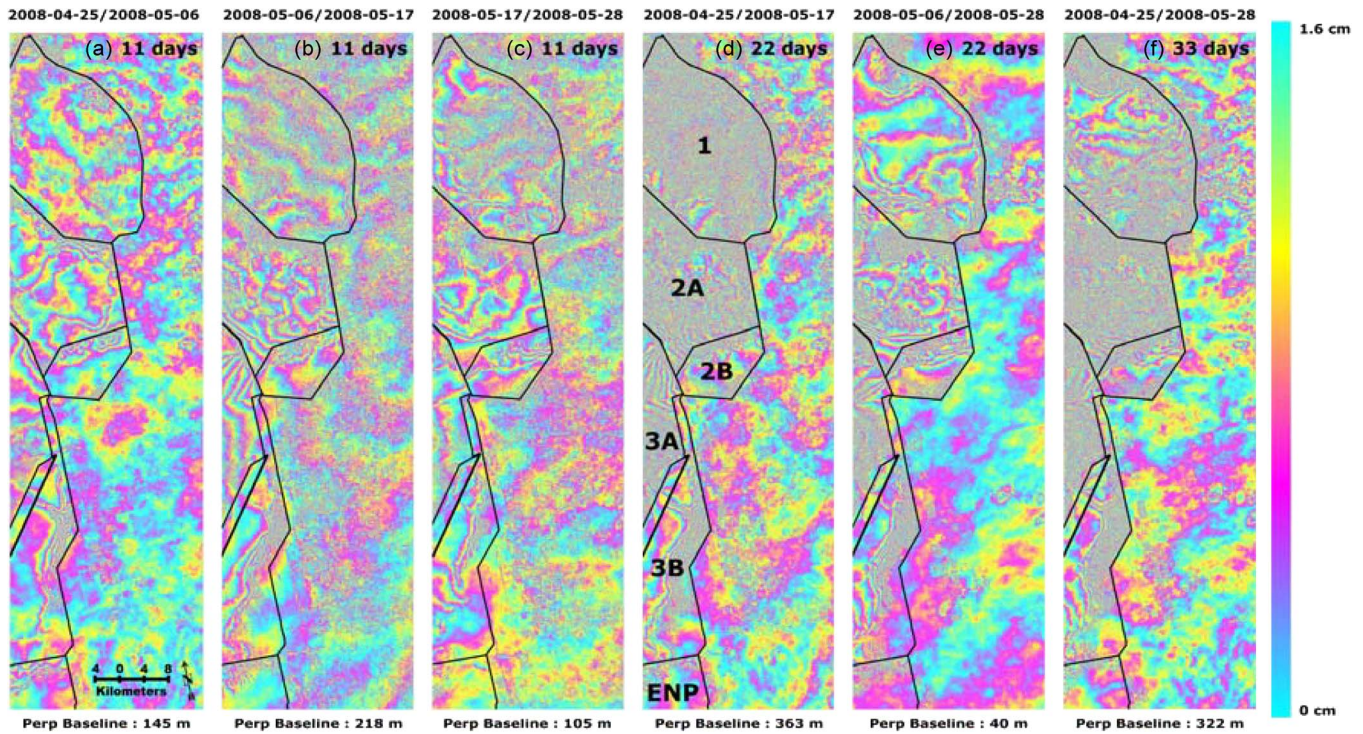 2008-04-25/2008-05-06 2008-05-06/2008-05-17 2008-05-17/2008-05-28 2008-04-25/2008-05-17 2008-05-06/2008-05-28 2008-04-25/2008-05-28
(a) 11 days (b) 11 days (c) 11 days (d) 22 days (e) 22 days (f) 33 days
1.6 cm
1
2A
2B
3A
3B
4 0 4 8
Kilometers
ENP
0 cm
Perp Baseline : 145 m Perp Baseline : 218 m Perp Baseline : 105 m Perp Baseline : 363 m Perp Baseline : 40 m Perp Baseline : 322 m